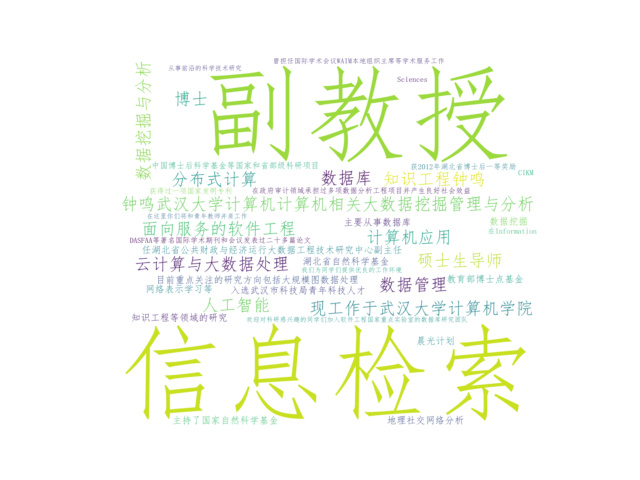 曾担任国际学术会议WAIM本地组织主席等学术服务工作
从事前沿的科学技术研究
Sciences
数据挖掘与分析
博士
副教授
中国博士后科学基金等国家和省部级科研项目
获2012年湖北省博士后一等奖励
CIKM
分布式计算
数据库
知识工程钟鸣
获得过一项国家发明专利
在政府审计领域承担过多项数据分析工程项目并产生良好社会效益
钟鸣武汉大学计算机计算机相关大数据挖掘管理与分析
在这里你们将和青年教师并肩工作
主要从事数据库
数据挖掘
面向服务的软件工程
计算机应用
在Information
DASFAA等著名国际学术期刊和会议发表过二十多篇论文
任湖北省公共财政与经济运行大数据工程技术研究中心副主任
云计算与大数据处理
湖北省自然科学基金
硕士生导师
我们为同学们提供优良的工作环境
目前重点关注的研究方向包括大规模图数据处理
数据管理
教育部博士点基金
网络表示学习等
入选武汉市科技局青年科技人才
人工智能
现工作于武汉大学计算机学院
知识工程等领域的研究
欢迎对科研感兴趣的同学们加入软件工程国家重点实验室的数据库研究团队
信息检索
晨光计划
主持了国家自然科学基金
地理社交网络分析